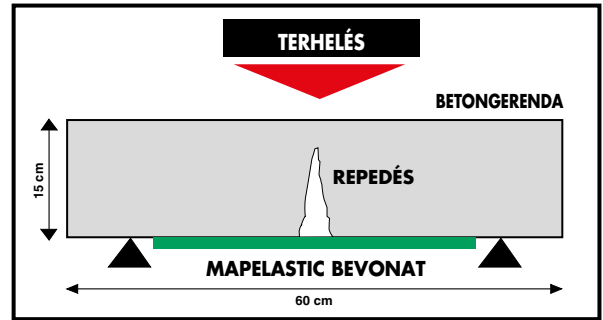 TERHELÉS
BETONGERENDA
15 cm
REPEDÉS
MAPELASTIC BEVONAT
60 cm